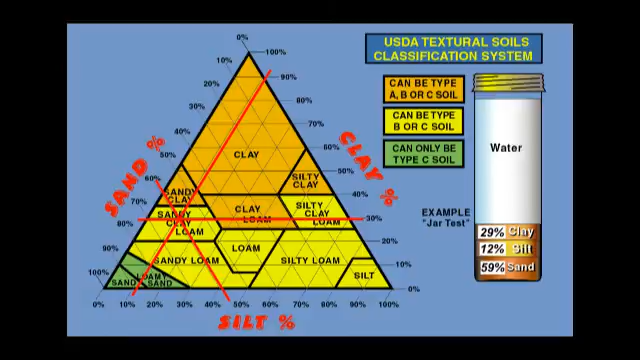 USDA TEXTURAL SOILS
CLASSIFICATION SYSTEM
CAN BE TYPE
A, B OR C SOIL
CAN BE TYPE
B OR C SOIL
CAN ONLY BE
TYPE C SOIL
Water
EXAMPLE
"Jar Test"
29% Clay
12% Silt
59% Sand
SAND %
CLAY %
SILT %
0%
10%
20%
30%
40%
50%
60%
70%
80%
90%
100%
100%
90%
80%
70%
60%
50%
40%
30%
20%
10%
0%
0%
10%
20%
30%
40%
50%
60%
70%
80%
90%
100%
CLAY
SILTY
CLAY
SANDY
CLAY
CLAY
LOAM
SILTY
CLAY
LOAM
SANDY
CLAY
LOAM
LOAM
SANDY LOAM
SILTY LOAM
SILT
SAND
LOAMY
SAND